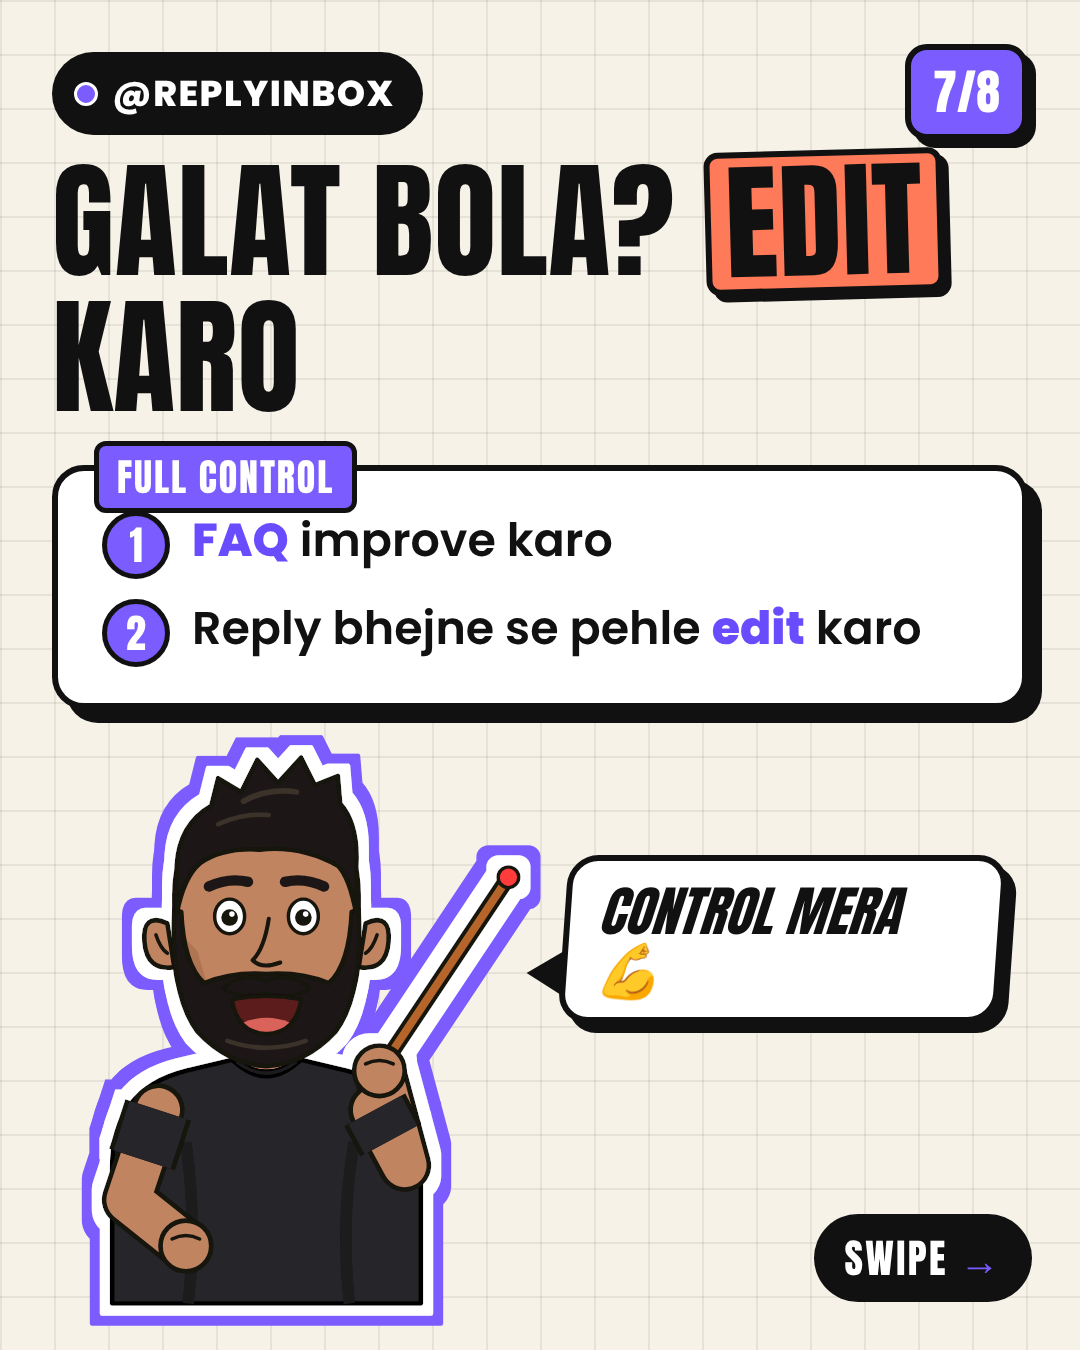 @REPLYINBOX
7/8
GALAT BOLA? EDIT
KARO
FULL CONTROL
1 FAQ improve karo
2 Reply bhejne se pehle edit karo
CONTROL MERA
💪
SWIPE →